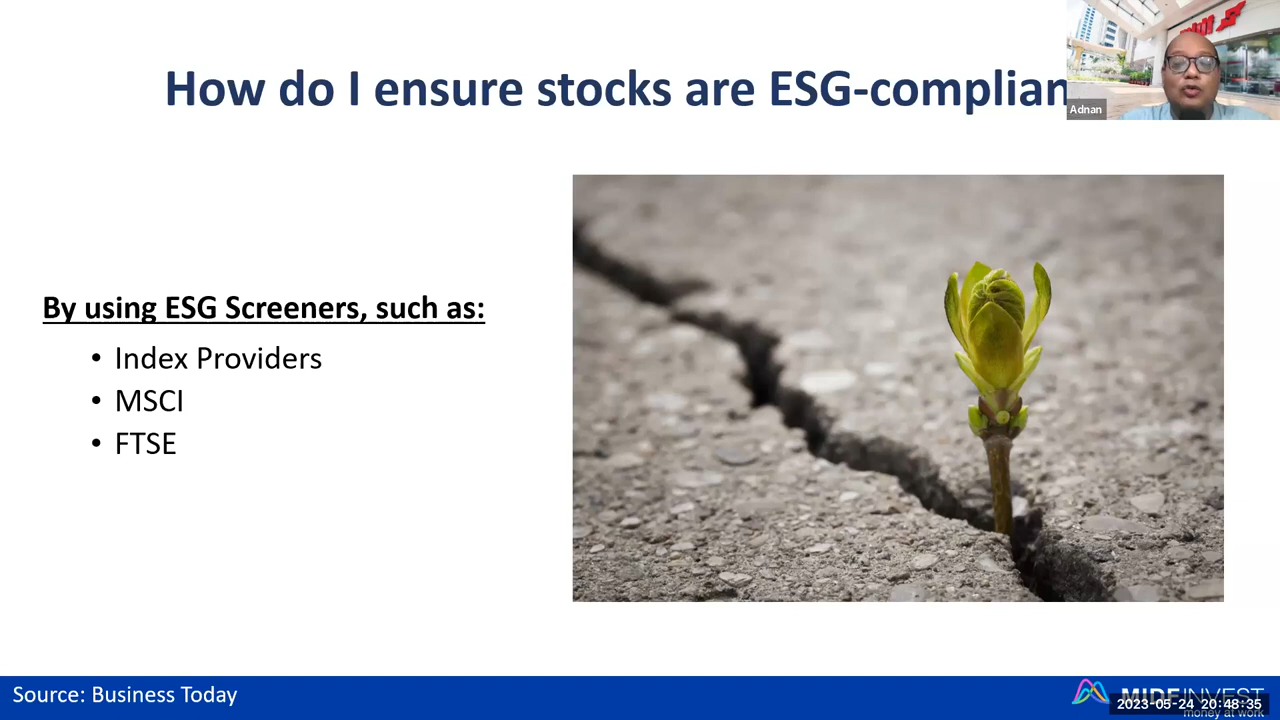 How do I ensure stocks are ESG-complian
Adnan
By using ESG Screeners, such as:
• Index Providers
• MSCI
• FTSE
Source: Business Today
MIDFINVEST
2023-05-24 20:48:35
money at work